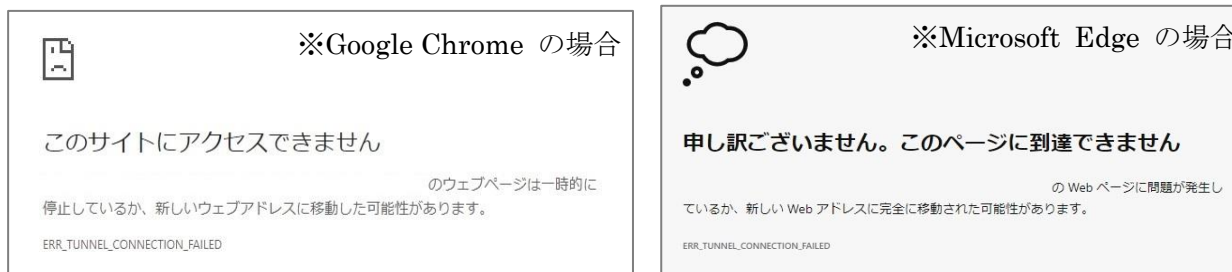 ※Google Chrome の場合
このサイトにアクセスできません
のウェブページは一時的に
停止しているか、新しいウェブアドレスに移動した可能性があります。
ERR_TUNNEL_CONNECTION_FAILED
※Microsoft Edge の場合
申し訳ございません。このページに到達できません
の Web ページに問題が発生し
ているか、新しい Web アドレスに完全に移動された可能性があります。
ERR_TUNNEL_CONNECTION_FAILED